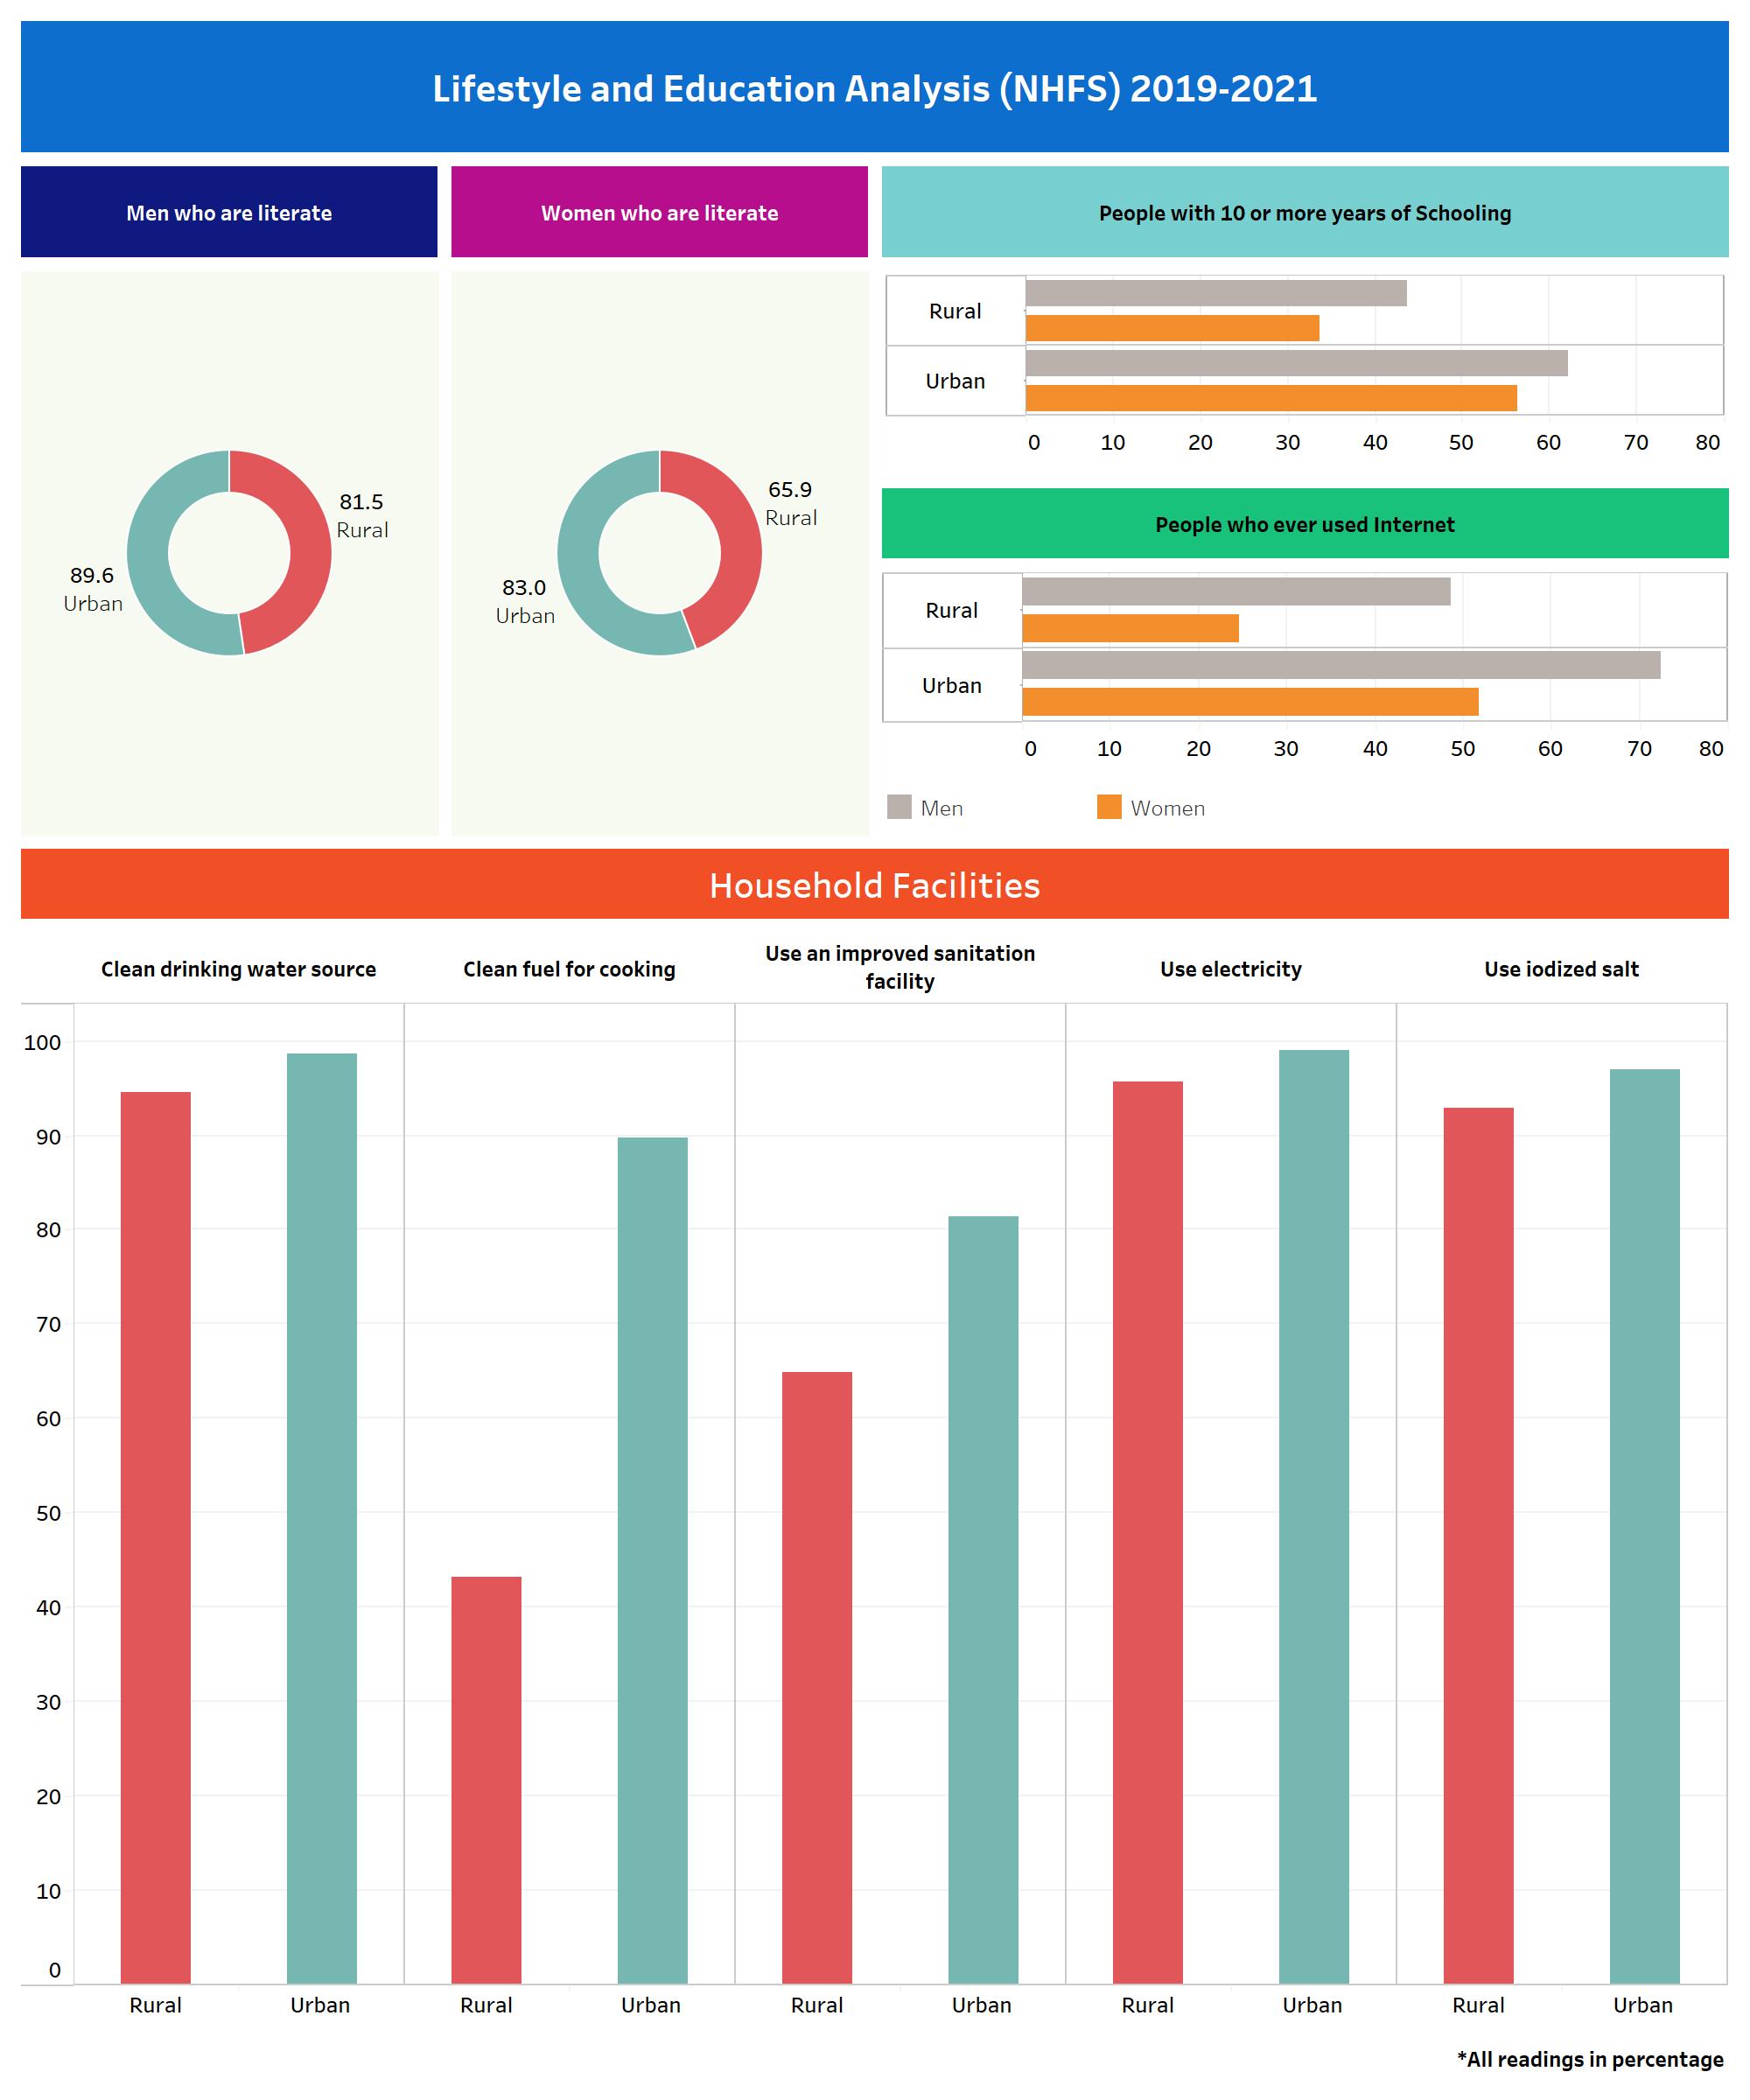 Lifestyle and Education Analysis (NHFS) 2019-2021
Men who are literate
Women who are literate
People with 10 or more years of Schooling
81.5
Rural
89.6
Urban
65.9
Rural
83.0
Urban
Rural
Urban
0 10 20 30 40 50 60 70 80
People who ever used Internet
Rural
Urban
0 10 20 30 40 50 60 70 80
Men Women
Household Facilities
Clean drinking water source
Clean fuel for cooking
Use an improved sanitation
facility
Use electricity
Use iodized salt
100
90
80
70
60
50
40
30
20
10
0
Rural Urban Rural Urban Rural Urban Rural Urban Rural Urban
*All readings in percentage